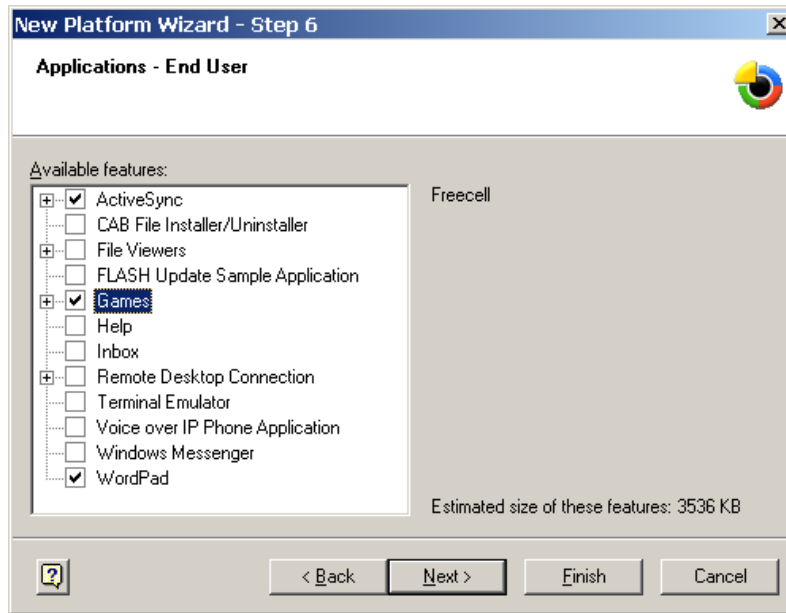 New Platform Wizard - Step 6
Applications - End User
Available features:
ActiveSync
CAB File Installer/Uninstaller
File Viewers
FLASH Update Sample Application
Games
Help
Inbox
Remote Desktop Connection
Terminal Emulator
Voice over IP Phone Application
Windows Messenger
WordPad
Freecell
Estimated size of these features: 3536 KB
< Back
Next >
Finish
Cancel